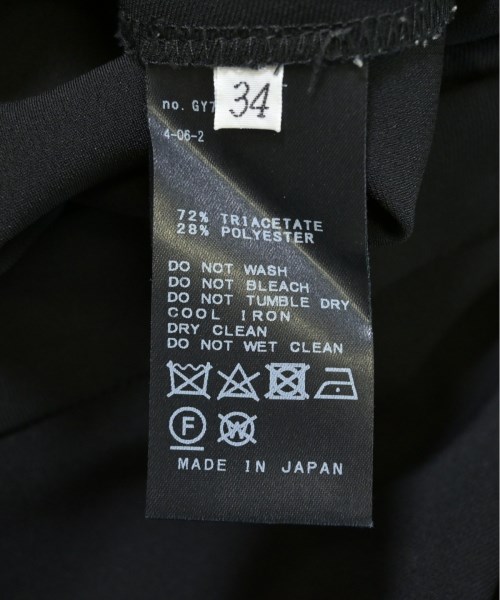 34
no. GY7
4-06-2
72% TRIACETATE
28% POLYESTER
DO NOT WASH
DO NOT BLEACH
DO NOT TUMBLE DRY
COOL IRON
DRY CLEAN
DO NOT WET CLEAN
F W
MADE IN JAPAN